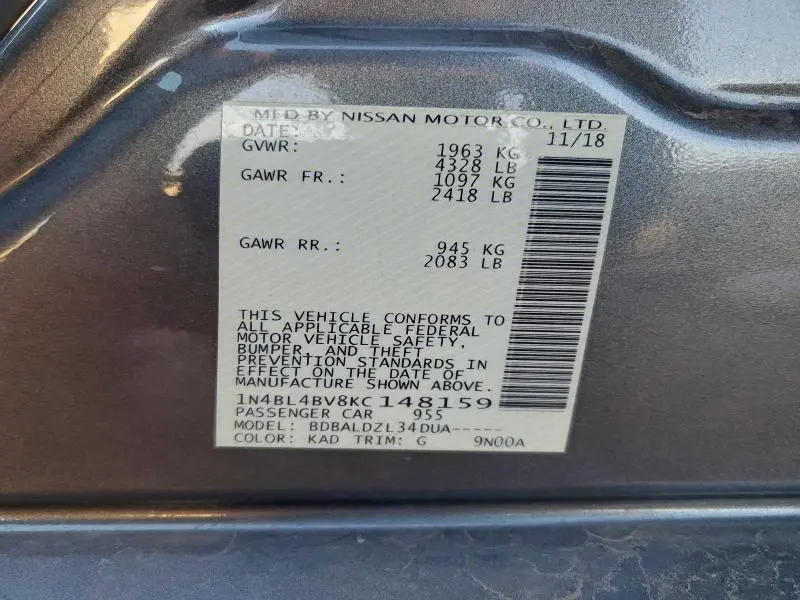 MFD BY NISSAN MOTOR CO., LTD.
DATE: 11/18
GVWR: 1963 KG
4328 LB
GAWR FR.: 1097 KG
2418 LB
GAWR RR.: 945 KG
2083 LB
THIS VEHICLE CONFORMS TO
ALL APPLICABLE FEDERAL
MOTOR VEHICLE SAFETY,
BUMPER, AND THEFT
PREVENTION STANDARDS IN
EFFECT ON THE DATE OF
MANUFACTURE SHOWN ABOVE.
1N4BL4BV8KC148159
PASSENGER CAR 955
MODEL: BDBALDZL34DUA-----
COLOR: KAD TRIM: G 9N00A